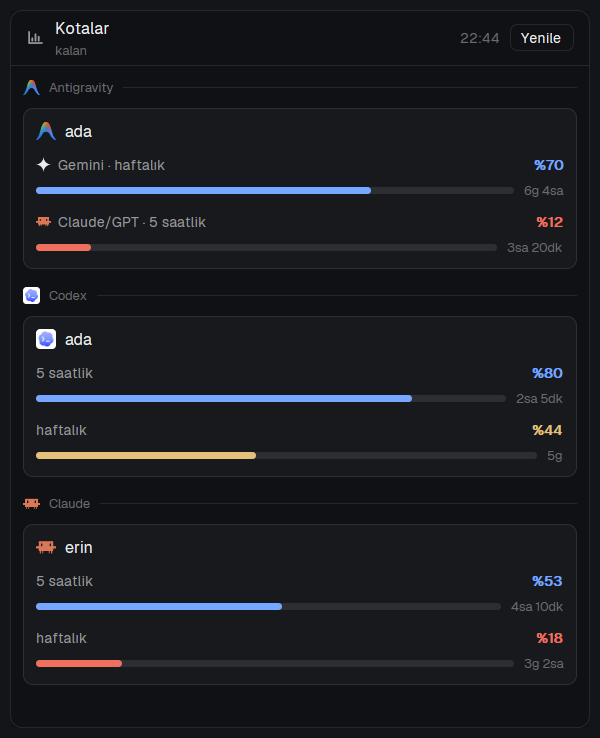 Kotalar
kalan
22:44
Yenile
Antigravity
ada
Gemini · haftalık
%70
6g 4sa
Claude/GPT · 5 saatlik
%12
3sa 20dk
Codex
ada
5 saatlik
%80
2sa 5dk
haftalık
%44
5g
Claude
erin
5 saatlik
%53
4sa 10dk
haftalık
%18
3g 2sa